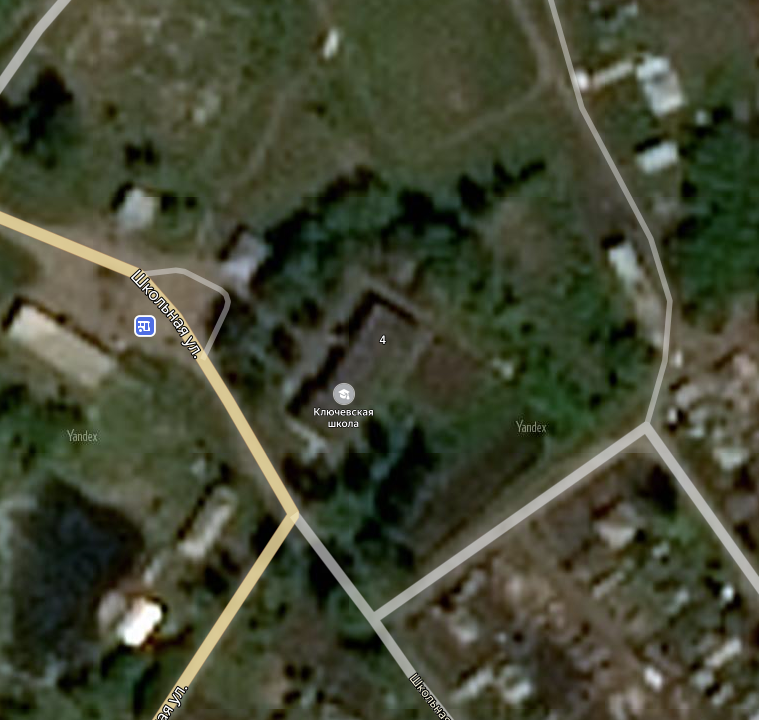 Школьная ул.
4
Ключевская
школа
Yandex
Yandex
ая ул.
Школьная